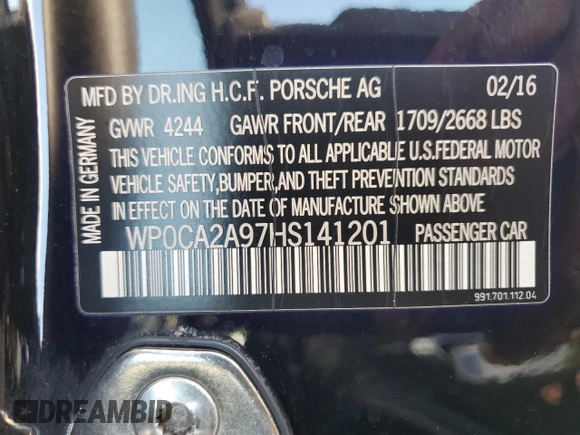 MFD BY DR.ING H.C.F. PORSCHE AG 02/16
GVWR 4244 GAWR FRONT/REAR 1709/2668 LBS
THIS VEHICLE CONFORMS TO ALL APPLICABLE U.S.FEDERAL MOTOR
VEHICLE SAFETY,BUMPER,AND THEFT PREVENTION STANDARDS
IN EFFECT ON THE DATE OF MANUFACTURE SHOWN ABOVE
WP0CA2A97HS141201 PASSENGER CAR
991.701.112.04
MADE IN GERMANY
DREAMBID